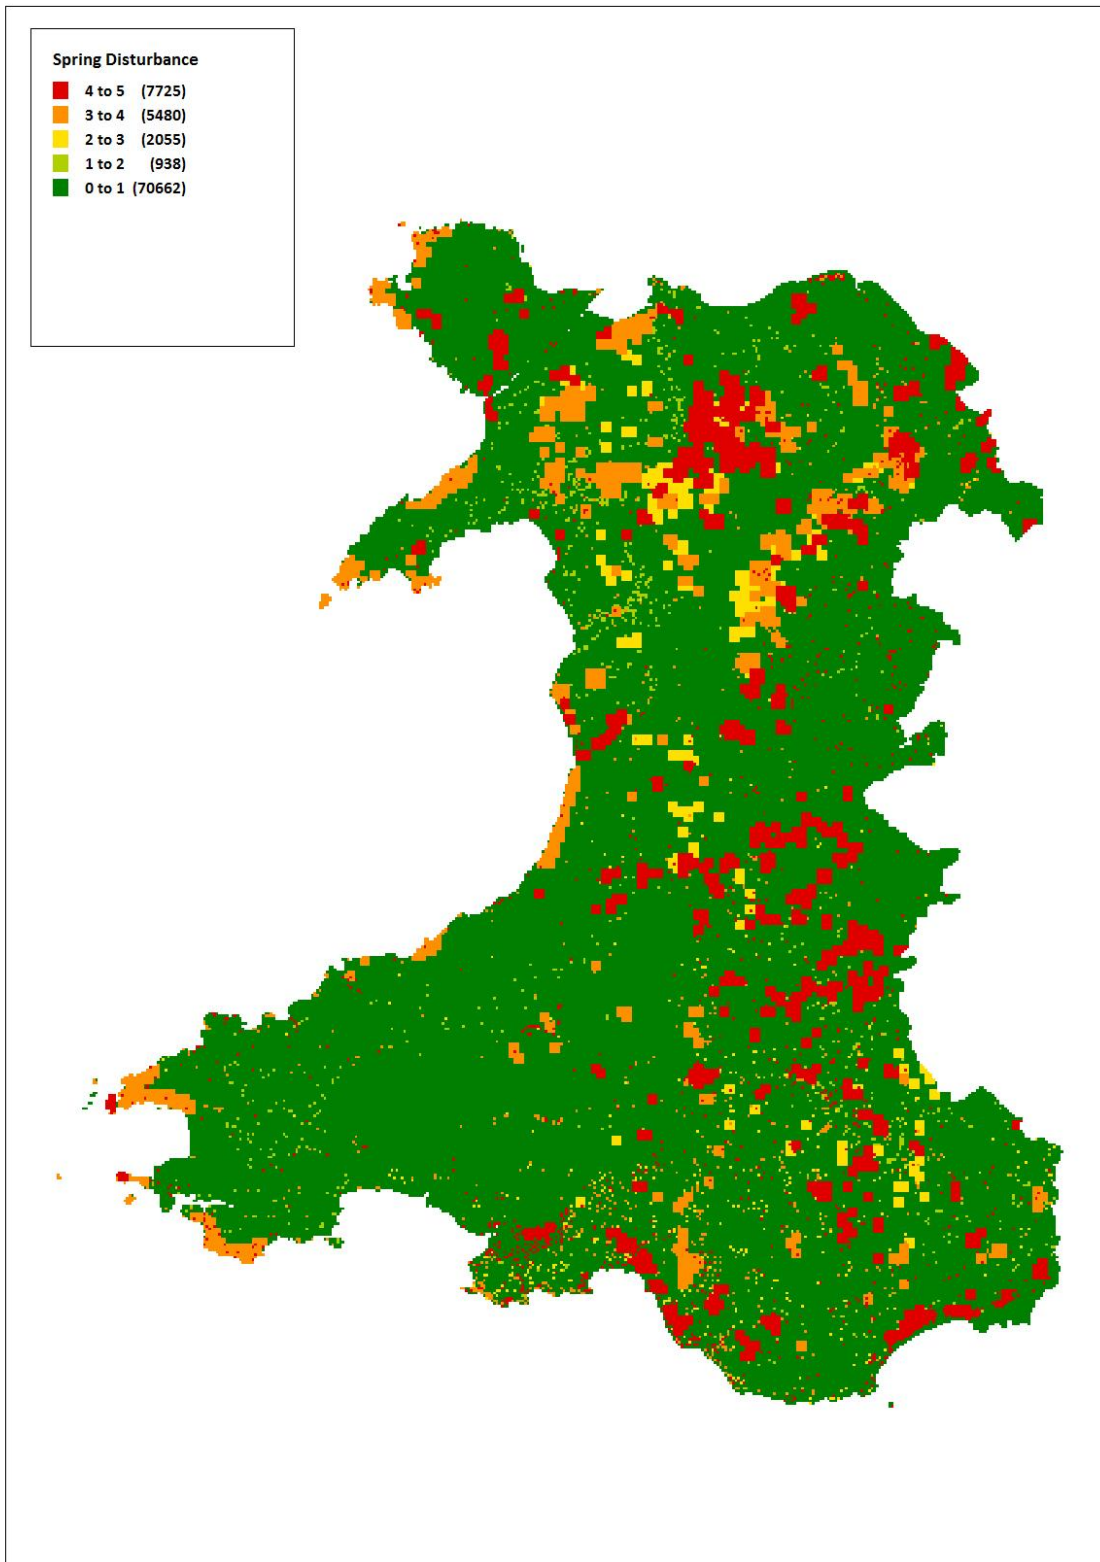 Spring Disturbance
4 to 5 (7725)
3 to 4 (5480)
2 to 3 (2055)
1 to 2 (938)
0 to 1 (70662)